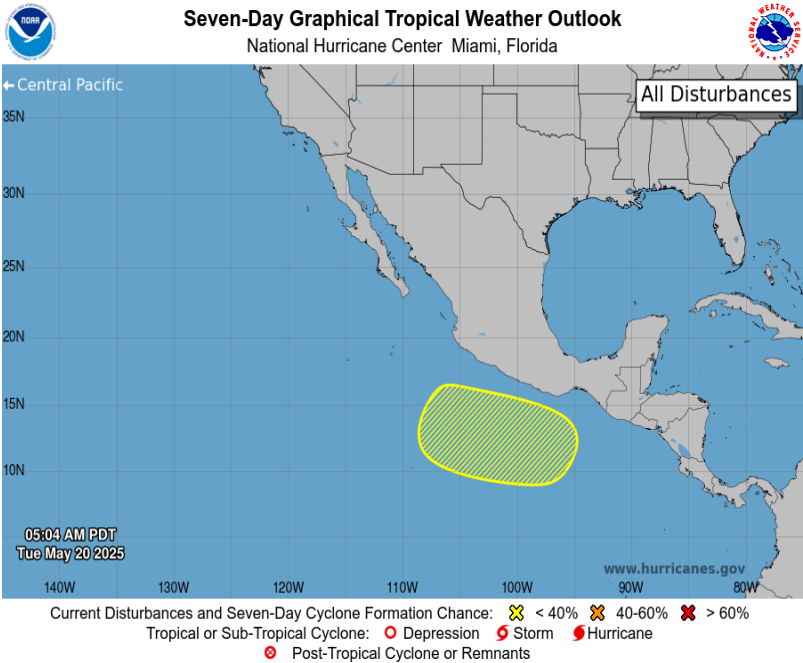 Seven-Day Graphical Tropical Weather Outlook
National Hurricane Center Miami, Florida
NOAA
NATIONAL WEATHER SERVICE
Central Pacific
All Disturbances
35N
30N
25N
20N
15N
10N
05:04 AM PDT
Tue May 20 2025
www.hurricanes.gov
140W 130W 120W 110W 100W 90W 80W
Current Disturbances and Seven-Day Cyclone Formation Chance: < 40% 40-60% > 60%
Tropical or Sub-Tropical Cyclone: Depression Storm Hurricane
Post-Tropical Cyclone or Remnants